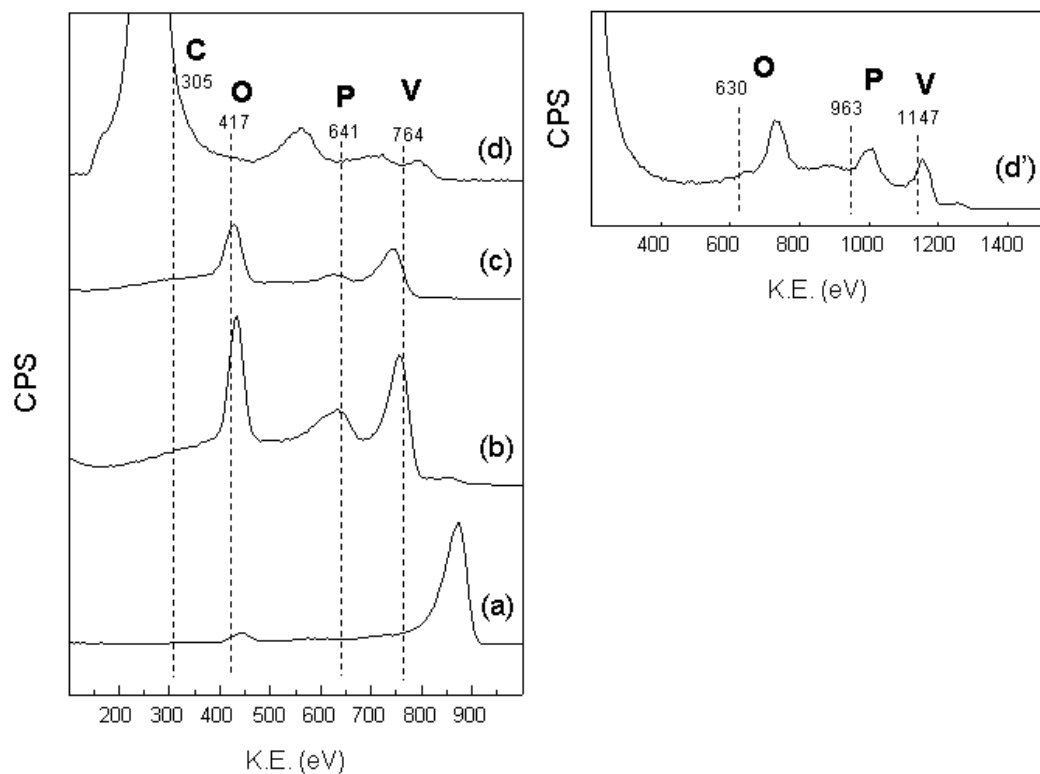 C
305
O
417
P
641
V
764
(d)
(c)
(b)
(a)
CPS
200 300 400 500 600 700 800 900
K.E. (eV)
O
630
P
963
V
1147
(d')
CPS
400 600 800 1000 1200 1400
K.E. (eV)